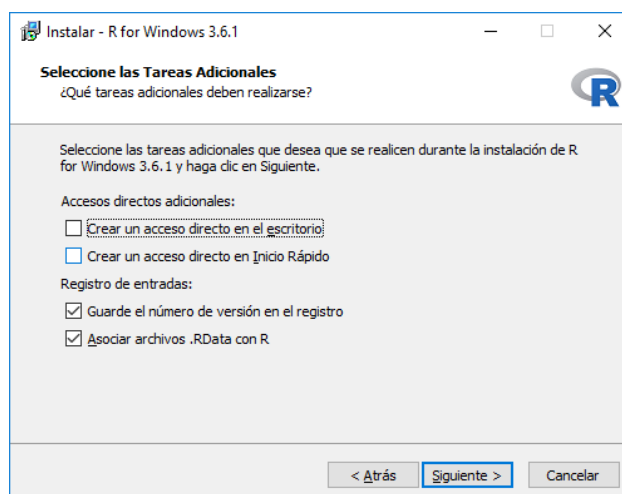 Instalar - R for Windows 3.6.1
Seleccione las Tareas Adicionales
¿Qué tareas adicionales deben realizarse?
R
Seleccione las tareas adicionales que desea que se realicen durante la instalación de R
for Windows 3.6.1 y haga clic en Siguiente.
Accesos directos adicionales:
Crear un acceso directo en el escritorio
Crear un acceso directo en Inicio Rápido
Registro de entradas:
Guarde el número de versión en el registro
Asociar archivos .RData con R
< Atrás
Siguiente >
Cancelar